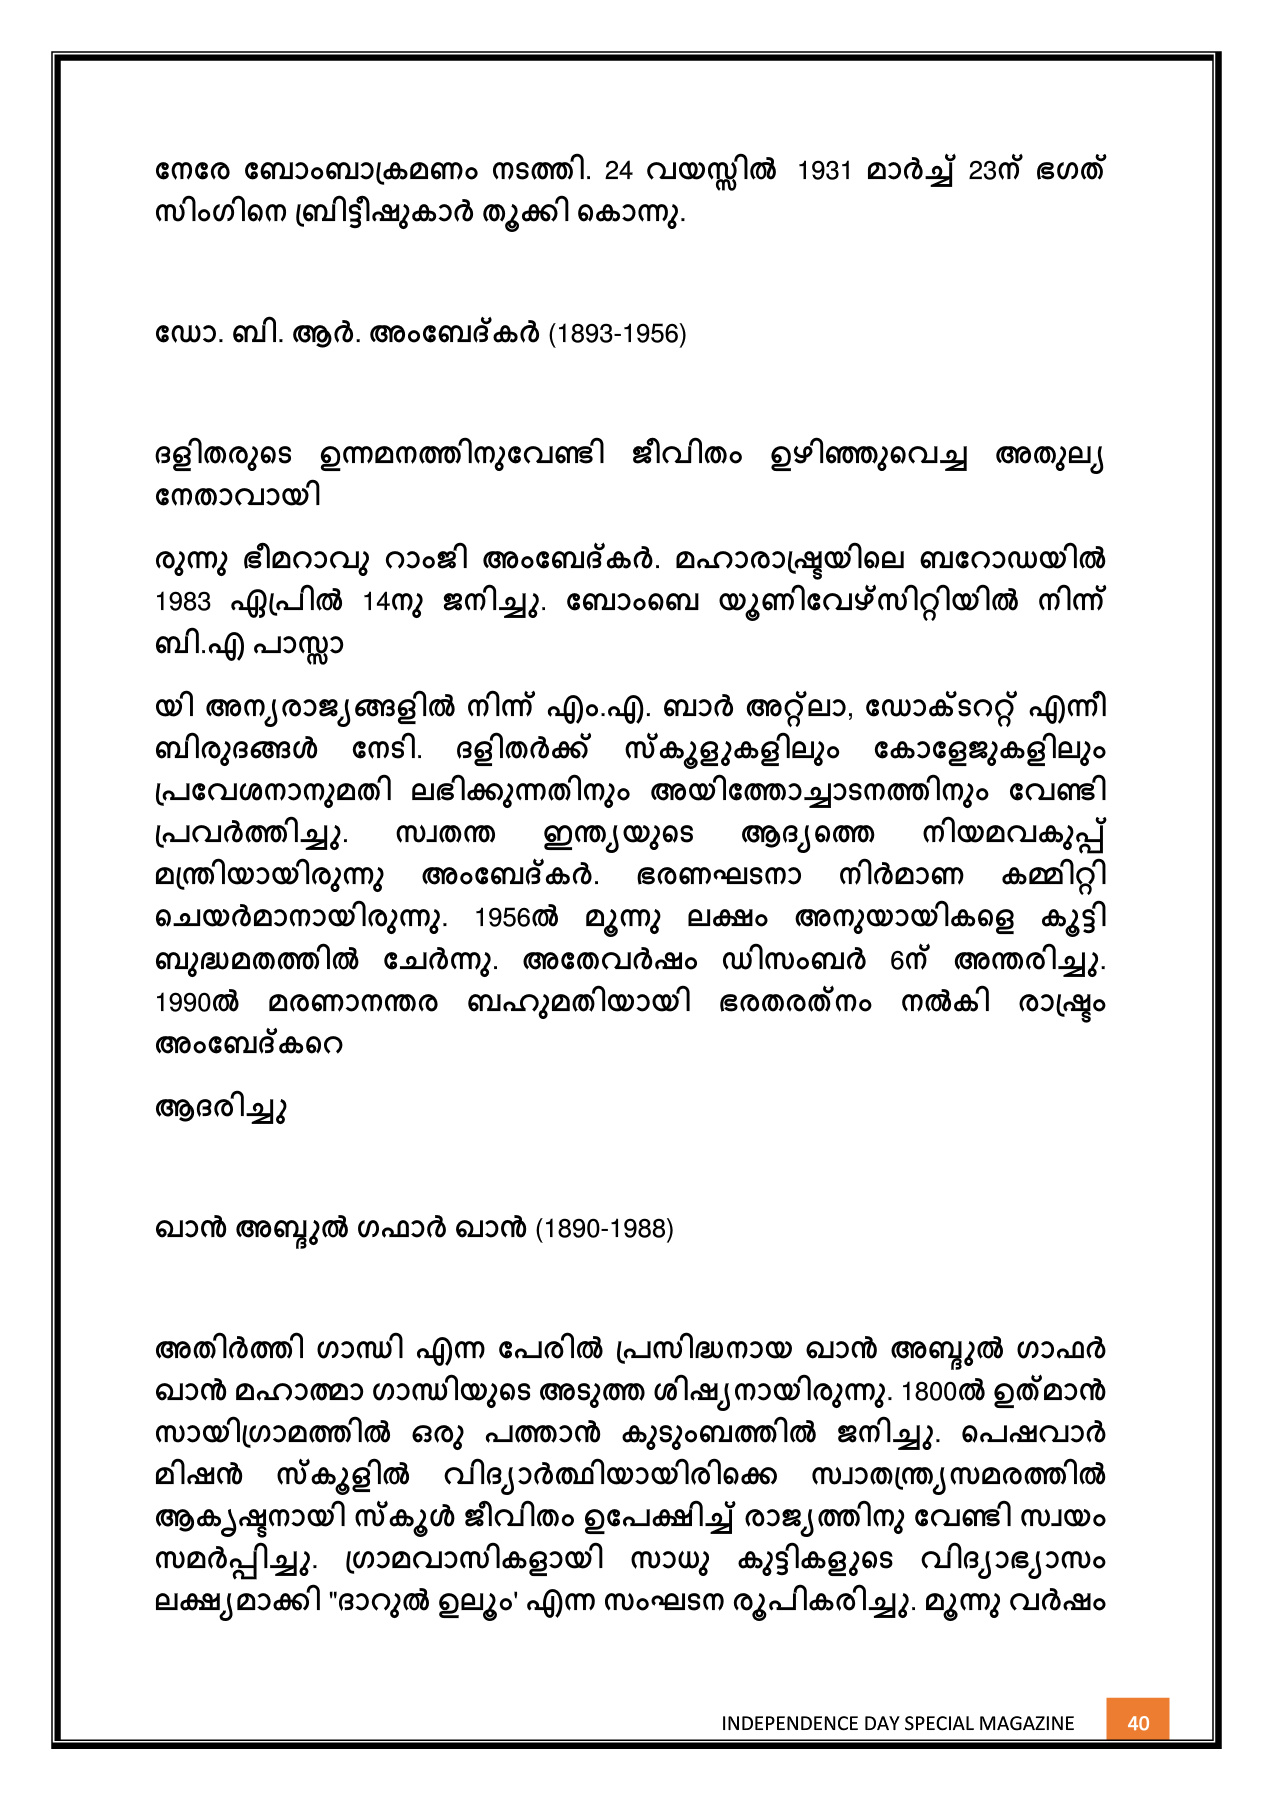 നേരേ ബോംബാക്രമണം നടത്തി. 24 വയസ്സിൽ 1931 മാർച്ച് 23ന് ഭഗത്
സിംഗിനെ ബ്രിട്ടീഷുകാർ തൂക്കി കൊന്നു.
ഡോ. ബി. ആർ. അംബേദ്കർ (1893-1956)
ദളിതരുടെ ഉന്നമനത്തിനുവേണ്ടി ജീവിതം ഉഴിഞ്ഞുവെച്ച അതുല്യ
നേതാവായി
രുന്നു ഭീമറാവു റാംജി അംബേദ്കർ. മഹാരാഷ്ട്രയിലെ ബറോഡയിൽ
1983 ഏപ്രിൽ 14നു ജനിച്ചു. ബോംബെ യൂണിവേഴ്സിറ്റിയിൽ നിന്ന്
ബി.എ പാസ്സാ
യി അന്യരാജ്യങ്ങളിൽ നിന്ന് എം.എ. ബാർ അറ്റ്ലാ, ഡോക്ടററ്റ് എന്നീ
ബിരുദങ്ങൾ നേടി. ദളിതർക്ക് സ്കൂളുകളിലും കോളേജുകളിലും
പ്രവേശനാനുമതി ലഭിക്കുന്നതിനും അയിത്തോച്ചാടനത്തിനും വേണ്ടി
പ്രവർത്തിച്ചു. സ്വതന്ത ഇന്ത്യയുടെ ആദ്യത്തെ നിയമവകുപ്പ്
മന്ത്രിയായിരുന്നു അംബേദ്കർ. ഭരണഘടനാ നിർമാണ കമ്മിറ്റി
ചെയർമാനായിരുന്നു. 1956ൽ മൂന്നു ലക്ഷം അനുയായികളെ കൂട്ടി
ബുദ്ധമതത്തിൽ ചേർന്നു. അതേവർഷം ഡിസംബർ 6ന് അന്തരിച്ചു.
1990ൽ മരണാനന്തര ബഹുമതിയായി ഭരതരത്നം നൽകി രാഷ്ട്രം
അംബേദ്കറെ
ആദരിച്ചു
ഖാൻ അബ്ദുൽ ഗഫാർ ഖാൻ (1890-1988)
അതിർത്തി ഗാന്ധി എന്ന പേരിൽ പ്രസിദ്ധനായ ഖാൻ അബ്ദുൽ ഗാഫർ
ഖാൻ മഹാത്മാ ഗാന്ധിയുടെ അടുത്ത ശിഷ്യനായിരുന്നു. 1800ൽ ഉത്മാൻ
സായിഗ്രാമത്തിൽ ഒരു പത്താൻ കുടുംബത്തിൽ ജനിച്ചു. പെഷവാർ
മിഷൻ സ്കൂളിൽ വിദ്യാർത്ഥിയായിരിക്കെ സ്വാതന്ത്ര്യസമരത്തിൽ
ആകൃഷ്ടനായി സ്കൂൾ ജീവിതം ഉപേക്ഷിച്ച് രാജ്യത്തിനു വേണ്ടി സ്വയം
സമർപ്പിച്ചു. ഗ്രാമവാസികളായി സാധു കുട്ടികളുടെ വിദ്യാഭ്യാസം
ലക്ഷ്യമാക്കി "ദാറുൽ ഉലൂം' എന്ന സംഘടന രൂപികരിച്ചു. മൂന്നു വർഷം
INDEPENDENCE DAY SPECIAL MAGAZINE 40